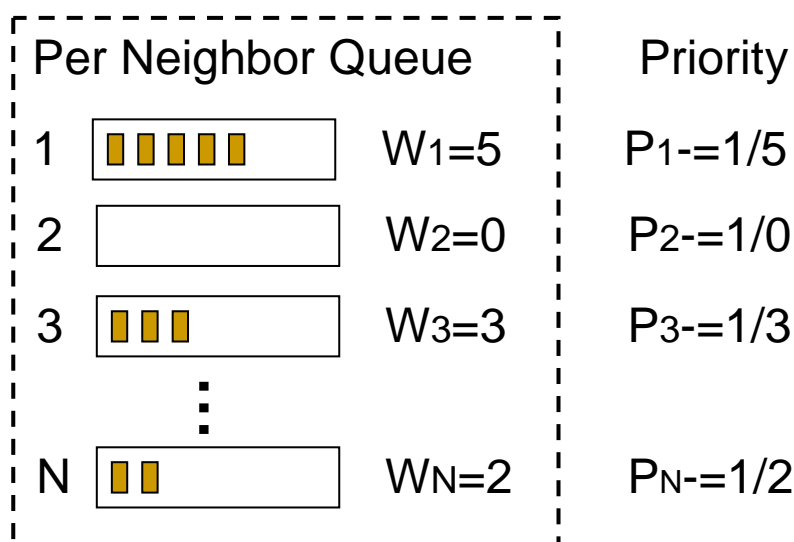 Per Neighbor Queue Priority
1 W1=5 P1-=1/5
2 W2=0 P2-=1/0
3 W3=3 P3-=1/3
N WN=2 PN-=1/2